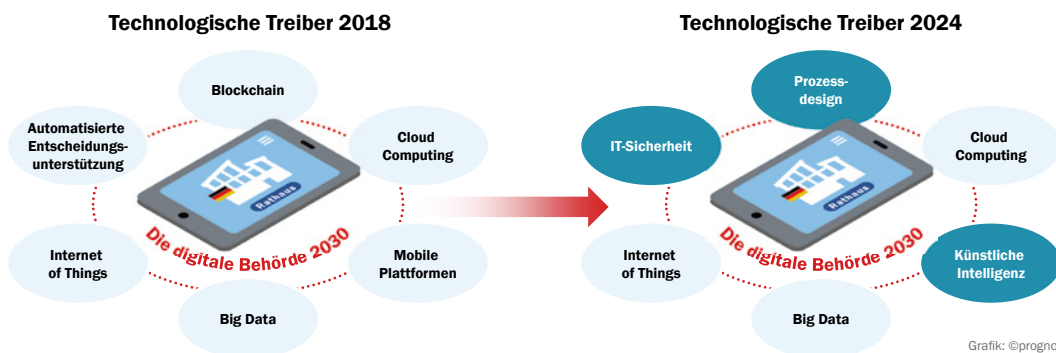 Technologische Treiber 2018
Blockchain
Automatisierte
Entscheidungs-
unterstützung
Cloud
Computing
Rathaus
Die digitale Behörde 2030
Internet
of Things
Mobile
Plattformen
Big Data
Technologische Treiber 2024
Prozess-
design
IT-Sicherheit
Cloud
Computing
Rathaus
Die digitale Behörde 2030
Internet
of Things
Künstliche
Intelligenz
Big Data
Grafik: ©progno